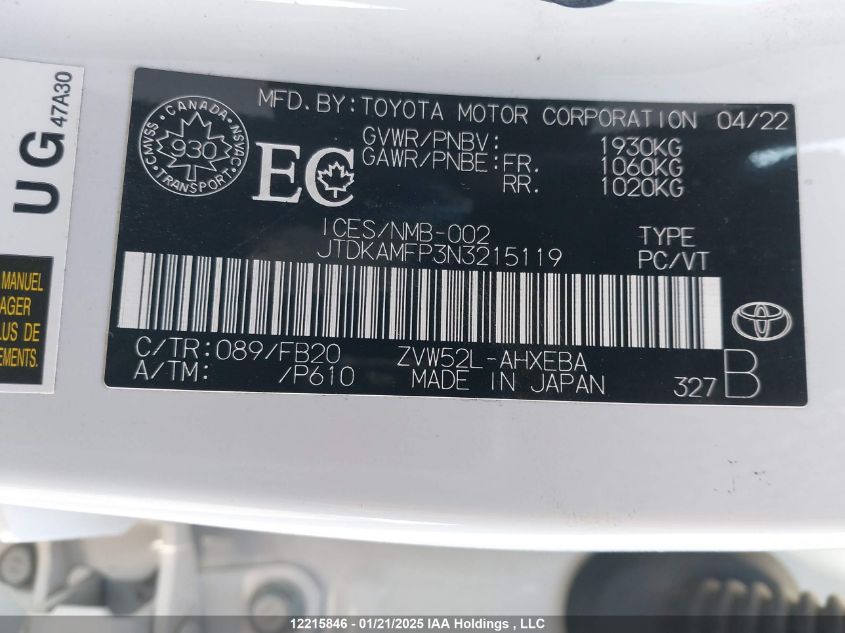 UG 47A30
MANUEL
AGER
LUS DE
EMENTS.
CANADA
CMVSS 930 NSVAC
TRANSPORT
EC
MFD. BY: TOYOTA MOTOR CORPORATION 04/22
GVWR/PNBV: 1930KG
GAWR/PNBE: FR. 1060KG
RR. 1020KG
ICES/NMB-002 TYPE
JTDKAMFP3N3215119 PC/VT
C/TR: 089/FB20 ZVW52L-AHXEBA
A/TM: /P610 MADE IN JAPAN 327 B
12215846 - 01/21/2025 IAA Holdings , LLC